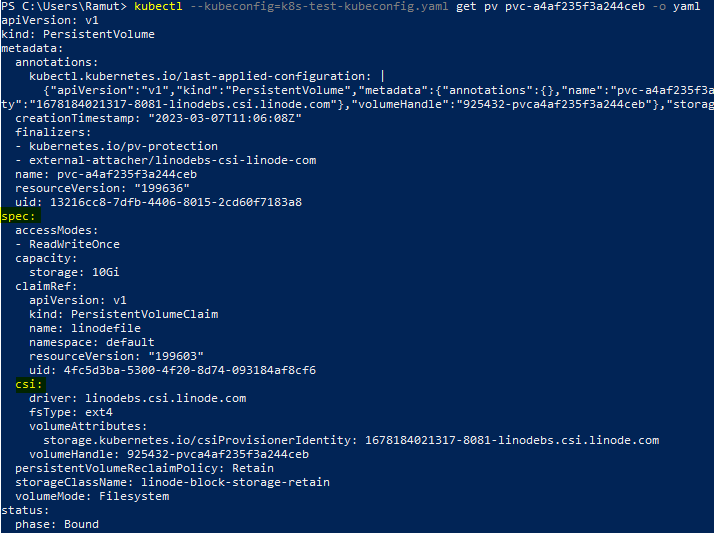 PS C:\Users\Ramut> kubectl --kubeconfig=k8s-test-kubeconfig.yaml get pv pvc-a4af235f3a244ceb -o yaml
apiVersion: v1
kind: PersistentVolume
metadata:
  annotations:
    kubectl.kubernetes.io/last-applied-configuration: |
      {"apiVersion":"v1","kind":"PersistentVolume","metadata":{"annotations":{},"name":"pvc-a4af235f3a
ty":"1678184021317-8081-linodebs.csi.linode.com"},"volumeHandle":"925432-pvca4af235f3a244ceb"},"storag
  creationTimestamp: "2023-03-07T11:06:08Z"
  finalizers:
  - kubernetes.io/pv-protection
  - external-attacher/linodebs-csi-linode-com
  name: pvc-a4af235f3a244ceb
  resourceVersion: "199636"
  uid: 13216cc8-7dfb-4406-8015-2cd60f7183a8
spec:
  accessModes:
  - ReadWriteOnce
  capacity:
    storage: 10Gi
  claimRef:
    apiVersion: v1
    kind: PersistentVolumeClaim
    name: linodefile
    namespace: default
    resourceVersion: "199603"
    uid: 4fc5d3ba-5300-4f20-8d74-093184af8cf6
  csi:
    driver: linodebs.csi.linode.com
    fsType: ext4
    volumeAttributes:
      storage.kubernetes.io/csiProvisionerIdentity: 1678184021317-8081-linodebs.csi.linode.com
    volumeHandle: 925432-pvca4af235f3a244ceb
  persistentVolumeReclaimPolicy: Retain
  storageClassName: linode-block-storage-retain
  volumeMode: Filesystem
status:
  phase: Bound